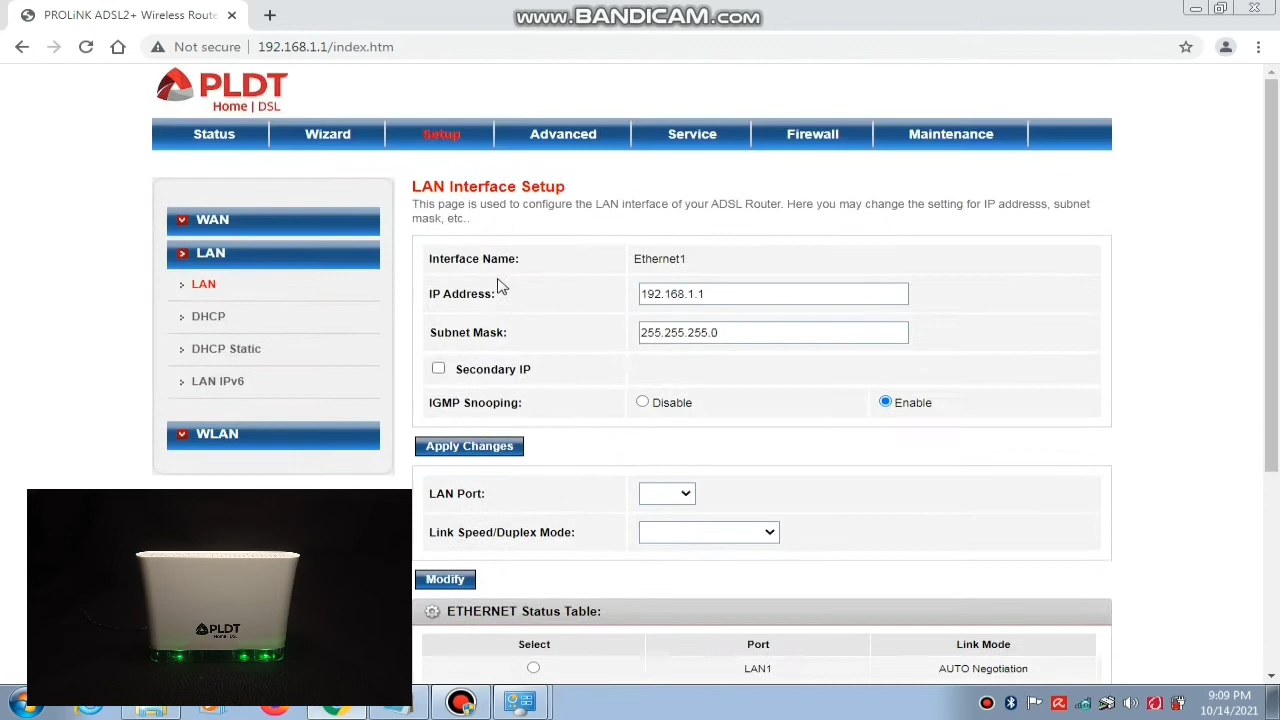 PROLiNK ADSL2+ Wireless Route
www.BANDICAM.com
Not secure
192.168.1.1/index.htm
PLDT
Home | DSL
Status
Wizard
Setup
Advanced
Service
Firewall
Maintenance
WAN
LAN
LAN
DHCP
DHCP Static
LAN IPv6
WLAN
LAN Interface Setup
This page is used to configure the LAN interface of your ADSL Router. Here you may change the setting for IP addresss, subnet
mask, etc..
Interface Name:
Ethernet1
IP Address:
192.168.1.1
Subnet Mask:
255.255.255.0
Secondary IP
IGMP Snooping:
Disable
Enable
Apply Changes
LAN Port:
Link Speed/Duplex Mode:
Modify
ETHERNET Status Table:
Select
Port
Link Mode
LAN1
AUTO Negotiation
PLDT
Home DSL
9:09 PM
10/14/2021